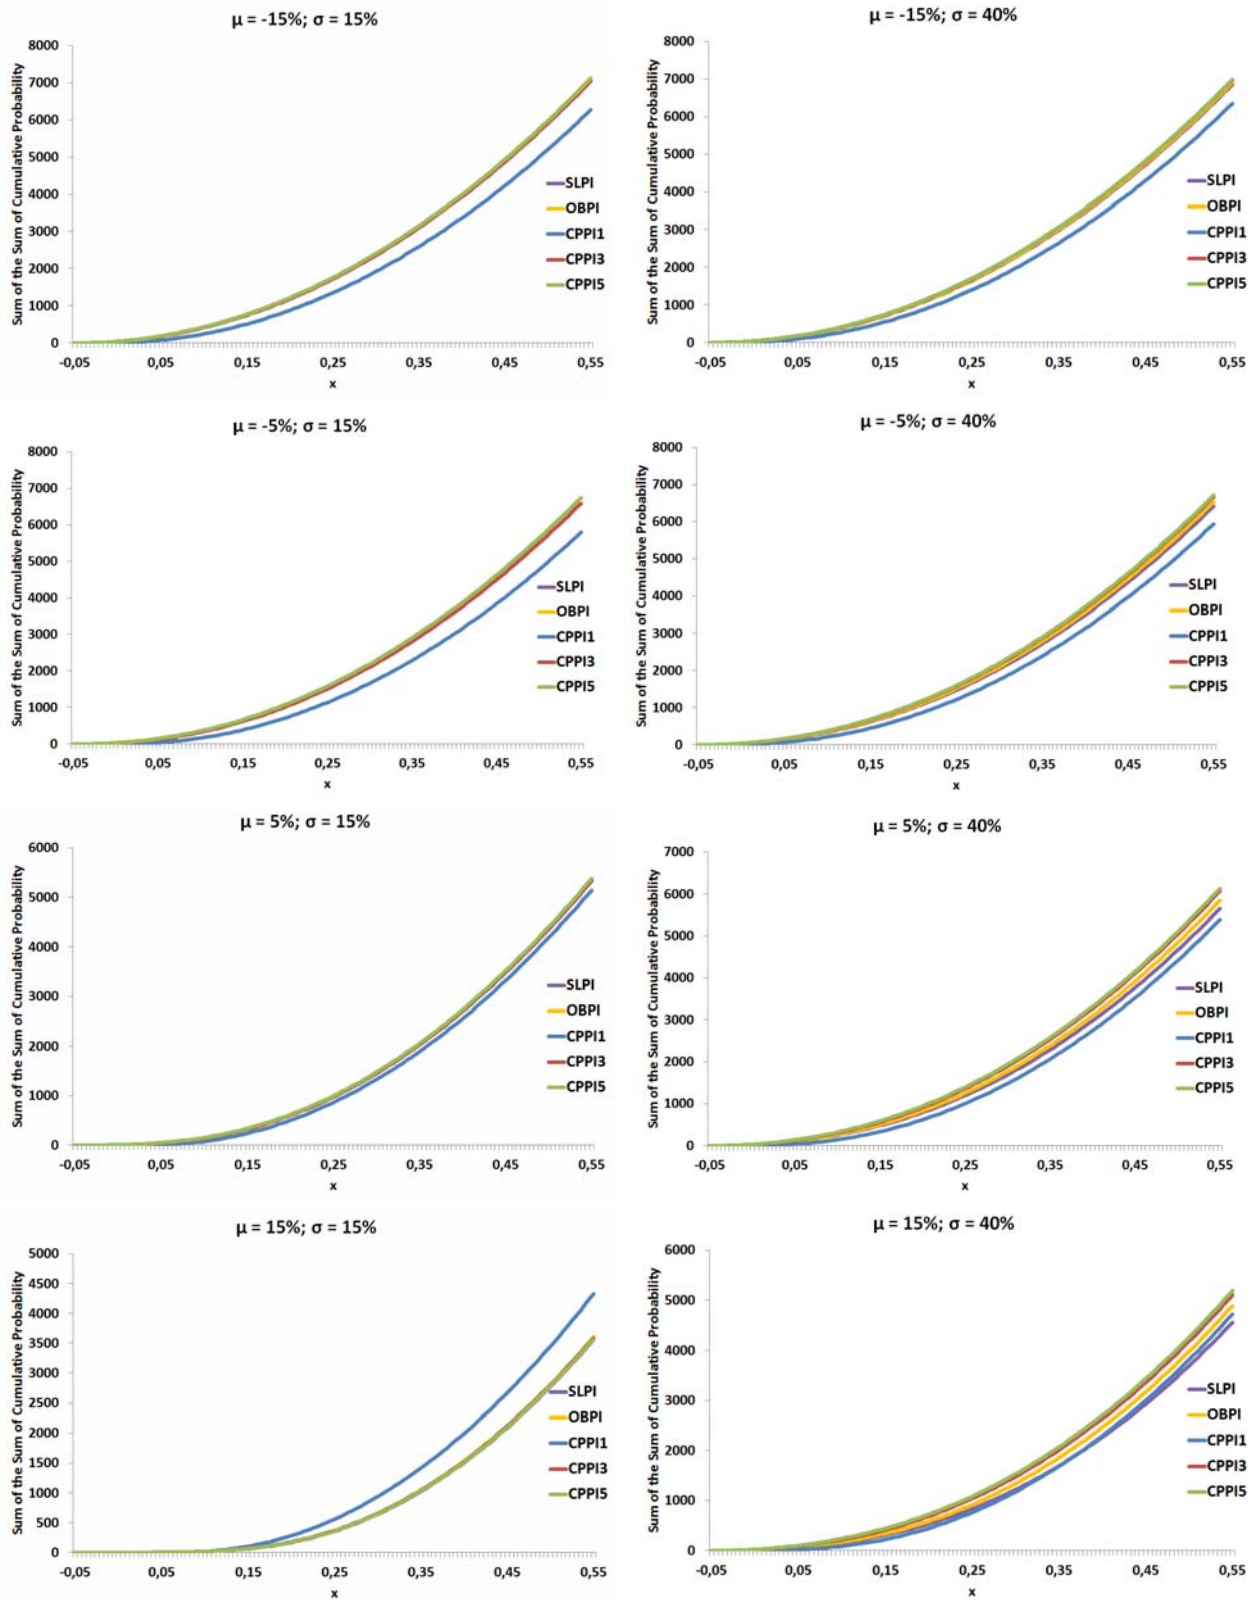 μ = -15%; σ = 15%
Sum of the Sum of Cumulative Probability
8000
7000
6000
5000
4000
3000
2000
1000
0
-0,05 0,05 0,15 0,25 0,35 0,45 0,55
x
SLPI
OBPI
CPPI1
CPPI3
CPPI5
μ = -15%; σ = 40%
Sum of the Sum of Cumulative Probability
8000
7000
6000
5000
4000
3000
2000
1000
0
-0,05 0,05 0,15 0,25 0,35 0,45 0,55
x
SLPI
OBPI
CPPI1
CPPI3
CPPI5
μ = -5%; σ = 15%
Sum of the Sum of Cumulative Probability
8000
7000
6000
5000
4000
3000
2000
1000
0
-0,05 0,05 0,15 0,25 0,35 0,45 0,55
x
SLPI
OBPI
CPPI1
CPPI3
CPPI5
μ = -5%; σ = 40%
Sum of the Sum of Cumulative Probability
8000
7000
6000
5000
4000
3000
2000
1000
0
-0,05 0,05 0,15 0,25 0,35 0,45 0,55
x
SLPI
OBPI
CPPI1
CPPI3
CPPI5
μ = 5%; σ = 15%
Sum of the Sum of Cumulative Probability
6000
5000
4000
3000
2000
1000
0
-0,05 0,05 0,15 0,25 0,35 0,45 0,55
x
SLPI
OBPI
CPPI1
CPPI3
CPPI5
μ = 5%; σ = 40%
Sum of the Sum of Cumulative Probability
7000
6000
5000
4000
3000
2000
1000
0
-0,05 0,05 0,15 0,25 0,35 0,45 0,55
x
SLPI
OBPI
CPPI1
CPPI3
CPPI5
μ = 15%; σ = 15%
Sum of the Sum of Cumulative Probability
5000
4500
4000
3500
3000
2500
2000
1500
1000
500
0
-0,05 0,05 0,15 0,25 0,35 0,45 0,55
x
SLPI
OBPI
CPPI1
CPPI3
CPPI5
μ = 15%; σ = 40%
Sum of the Sum of Cumulative Probability
6000
5000
4000
3000
2000
1000
0
-0,05 0,05 0,15 0,25 0,35 0,45 0,55
x
SLPI
OBPI
CPPI1
CPPI3
CPPI5